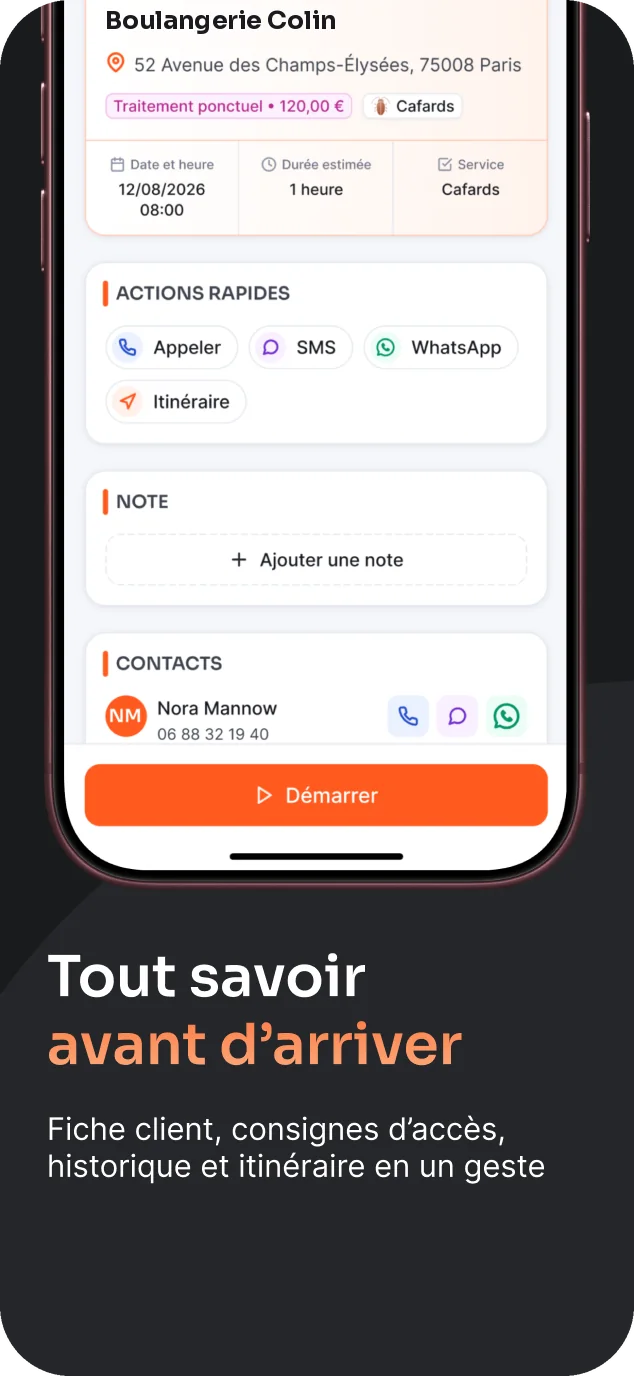 Boulangerie Colin
52 Avenue des Champs-Élysées, 75008 Paris
Traitement ponctuel • 120,00 € Cafards
Date et heure Durée estimée Service
12/08/2026 1 heure Cafards
08:00
ACTIONS RAPIDES
Appeler SMS WhatsApp
Itinéraire
NOTE
+ Ajouter une note
CONTACTS
NM Nora Mannow
06 88 32 19 40
Démarrer
Tout savoir
avant d’arriver
Fiche client, consignes d’accès,
historique et itinéraire en un geste